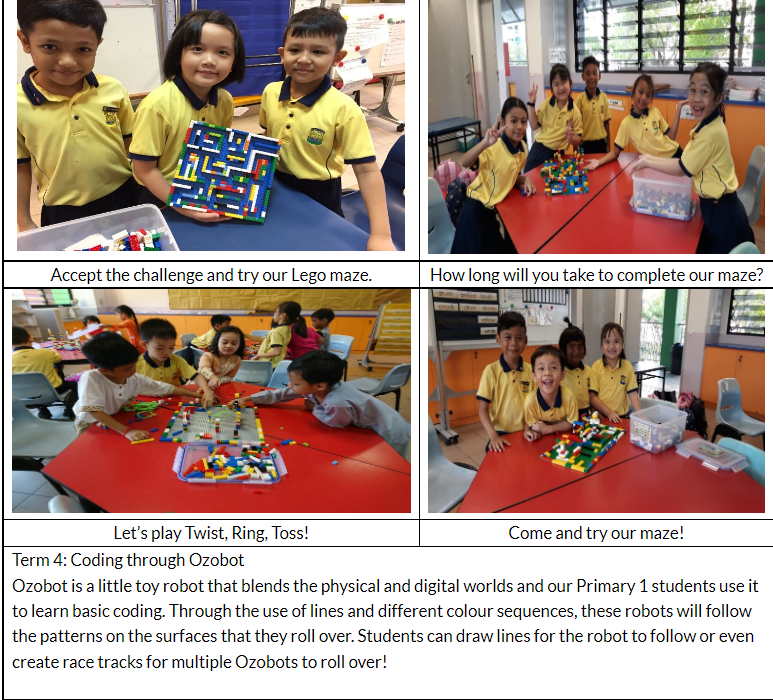 Accept the challenge and try our Lego maze.
How long will you take to complete our maze?
Let's play Twist, Ring, Toss!
Come and try our maze!
Term 4: Coding through Ozobot
Ozobot is a little toy robot that blends the physical and digital worlds and our Primary 1 students use it
to learn basic coding. Through the use of lines and different colour sequences, these robots will follow
the patterns on the surfaces that they roll over. Students can draw lines for the robot to follow or even
create race tracks for multiple Ozobots to roll over!